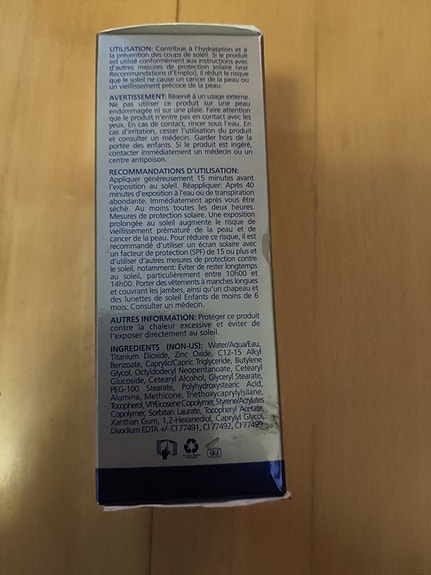 UTILISATION: Contribue à l'hydratation et à
la prévention des coups de soleil. Si le produit
est utilisé conformément aux instructions avec
d'autres mesures de protection solaire (voir
Recommandations d'Emploi), il réduit le risque
que le soleil ne cause un cancer de la peau ou
un vieillissement précoce de la peau.
AVERTISSEMENT: Réservé à un usage externe.
Ne pas utiliser ce produit sur une peau
endommagée ni sur une plaie. Faire attention
que le produit n'entre pas en contact avec les
yeux. En cas de contact, rincer sous l'eau. En
cas d'irritation, cesser l'utilisation du produit
et consulter un médecin. Garder hors de la
portée des enfants. Si le produit est ingéré,
contacter immédiatement un médecin ou un
centre antipoison.
RECOMMANDATIONS D'UTILISATION:
Appliquer généreusement 15 minutes avant
l'exposition au soleil. Réappliquer: Après 40
minutes d'exposition à l'eau ou de transpiration
abondante. Immédiatement après vous être
séché. Au moins toutes les deux heures.
Mesures de protection solaire. Une exposition
prolongée au soleil augmente le risque de
vieillissement prématuré de la peau et de
cancer de la peau. Pour réduire ce risque, il est
recommandé d'utiliser un écran solaire avec
un facteur de protection (SPF) de 15 ou plus et
d'utiliser d'autres mesures de protection contre
le soleil, notamment: Éviter de rester longtemps
au soleil, particulièrement entre 10h00 et
14h00. Porter des vêtements à manches longues
et couvrant les jambes, ainsi qu'un chapeau et
des lunettes de soleil Enfants de moins de 6
mois: Consulter un médecin.
AUTRES INFORMATION: Protéger ce produit
contre la chaleur excessive et éviter de
l'exposer directement au soleil.
INGREDIENTS (NON-US): Water/Aqua/Eau,
Titanium Dioxide, Zinc Oxide, C12-15 Alkyl
Benzoate, Caprylic/Capric Triglyceride, Butylene
Glycol, Octyldodecyl Neopentanoate, Cetearyl
Glucoside, Cetearyl Alcohol, Glyceryl Stearate,
PEG-100 Stearate, Polyhydroxystearic Acid,
Alumina, Methicone, Triethoxycaprylylsilane,
Tocopherol, VP/Eicosene Copolymer, Styrene/Acrylates
Copolymer, Sorbitan Laurate, Tocopheryl Acetate,
Xanthan Gum, 1,2-Hexanediol, Caprylyl Glycol,
Disodium EDTA +/- CI 77491, CI 77492, CI 77499